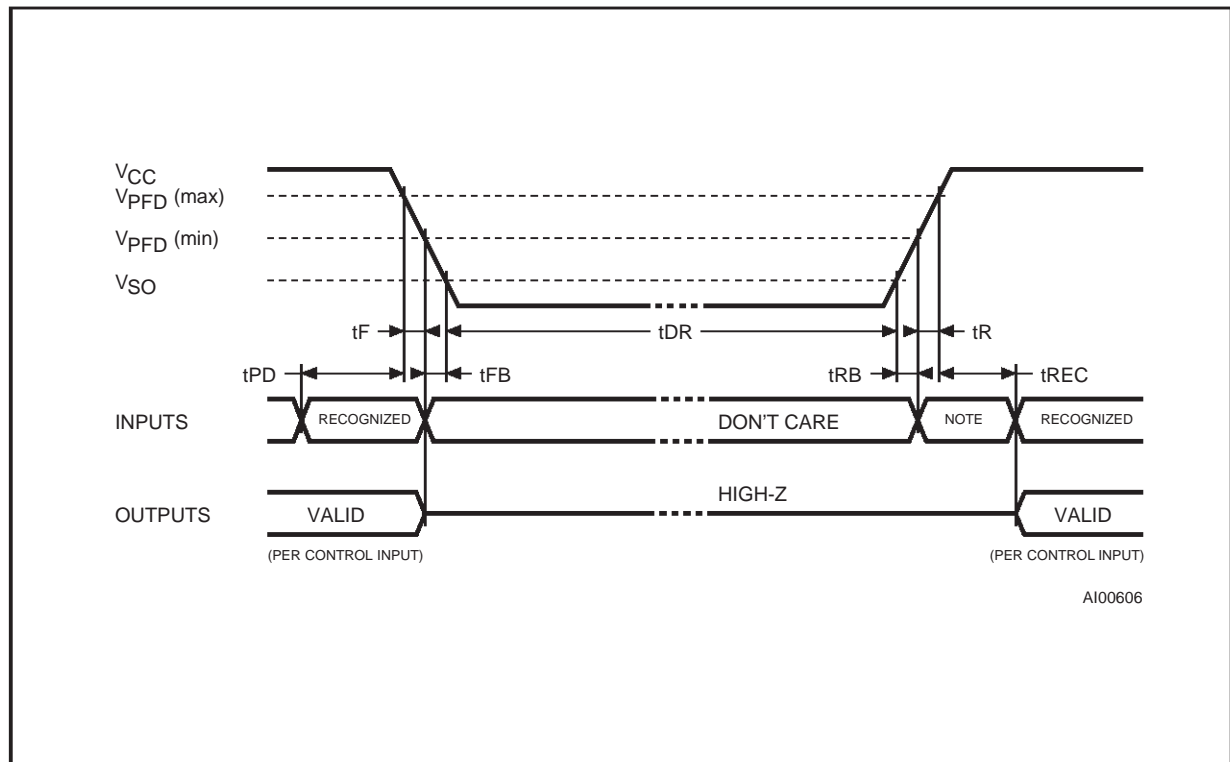 VCC
VPFD (max)
VPFD (min)
VSO
tF
tDR
tR
tPD
tFB
tRB
tREC
INPUTS
RECOGNIZED
DON'T CARE
NOTE
RECOGNIZED
HIGH-Z
OUTPUTS
VALID
VALID
(PER CONTROL INPUT)
(PER CONTROL INPUT)
AI00606